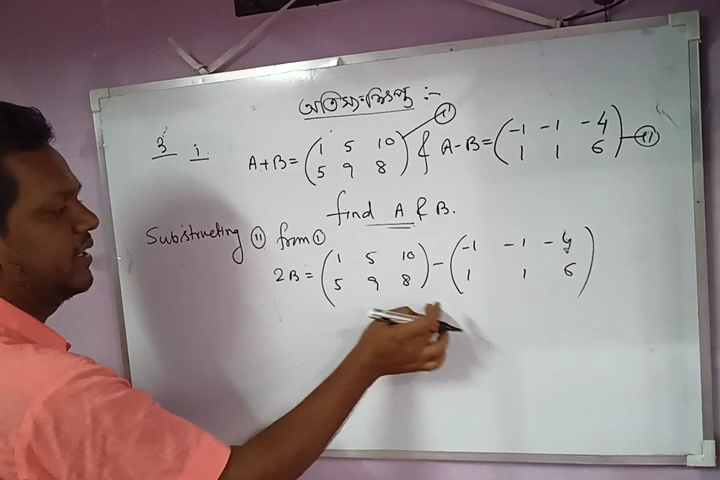 অতিসংক্ষিপ্ত :-
3 i. A+B = ( 1 5 10 ) (i) & A-B = ( -1 -1 -4 ) (ii)
( 5 9 8 ) ( 1 1 6 )
find A & B.
Substructing (ii) from (i)
2B = ( 1 5 10 ) - ( -1 -1 -4 )
( 5 9 8 ) ( 1 1 6 )